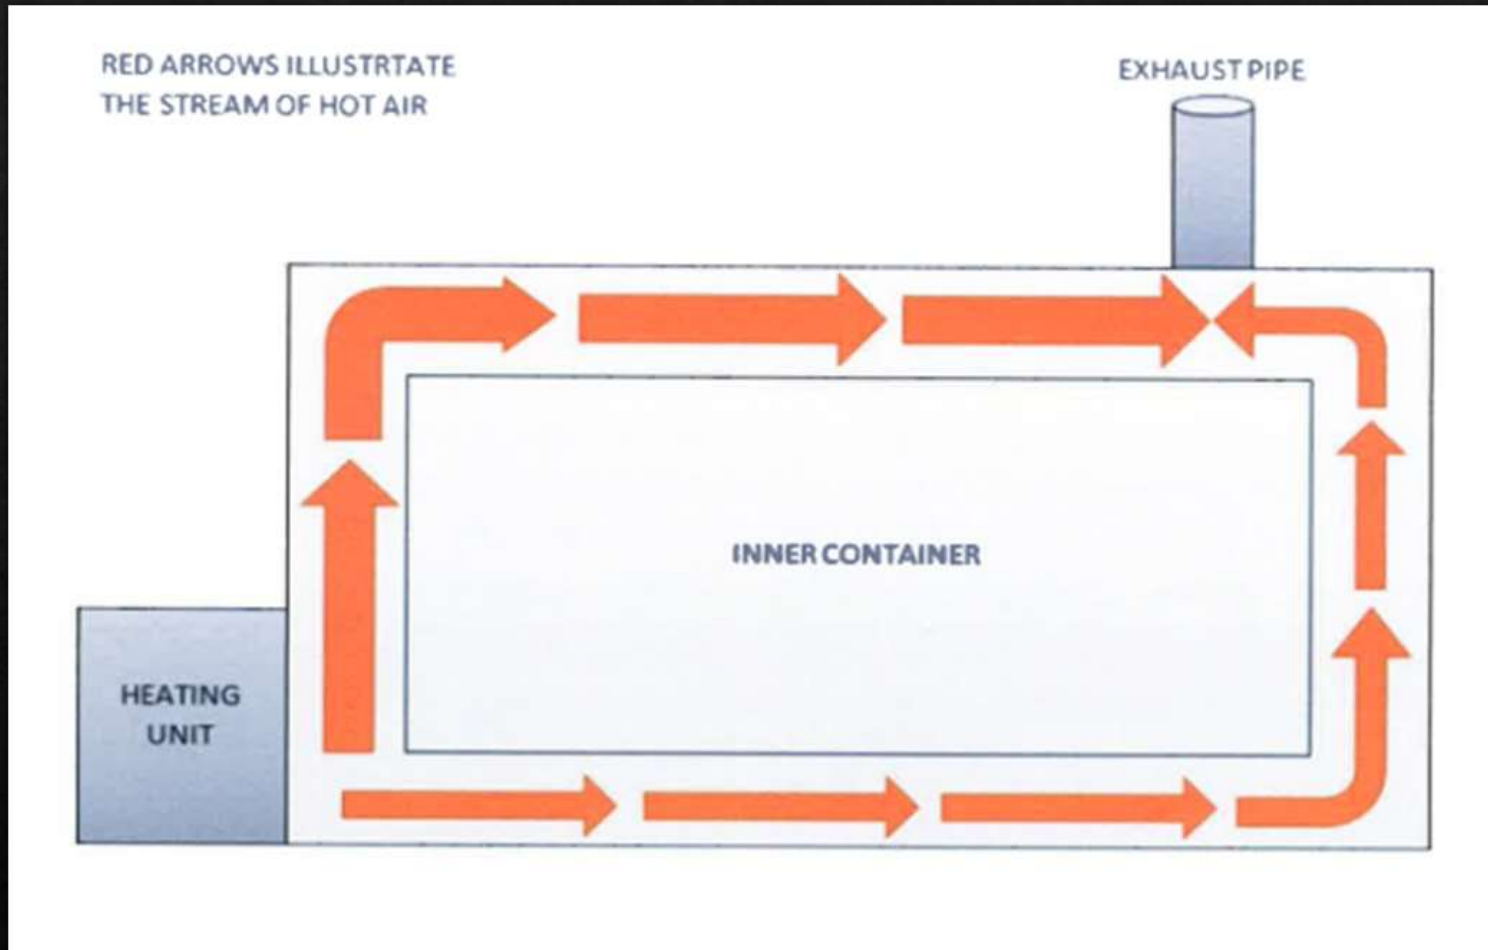 RED ARROWS ILLUSTRTATE
THE STREAM OF HOT AIR
EXHAUST PIPE
INNER CONTAINER
HEATING
UNIT